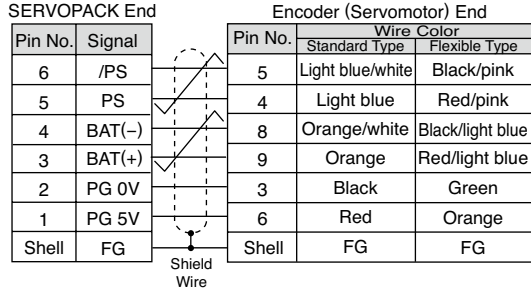 SERVOPACK End Encoder (Servomotor) End
Pin No. Signal Pin No. Wire Color
Standard Type Flexible Type
6 /PS 5 Light blue/white Black/pink
5 PS 4 Light blue Red/pink
4 BAT(−) 8 Orange/white Black/light blue
3 BAT(+) 9 Orange Red/light blue
2 PG 0V 3 Black Green
1 PG 5V 6 Red Orange
Shell FG Shell FG FG
Shield
Wire